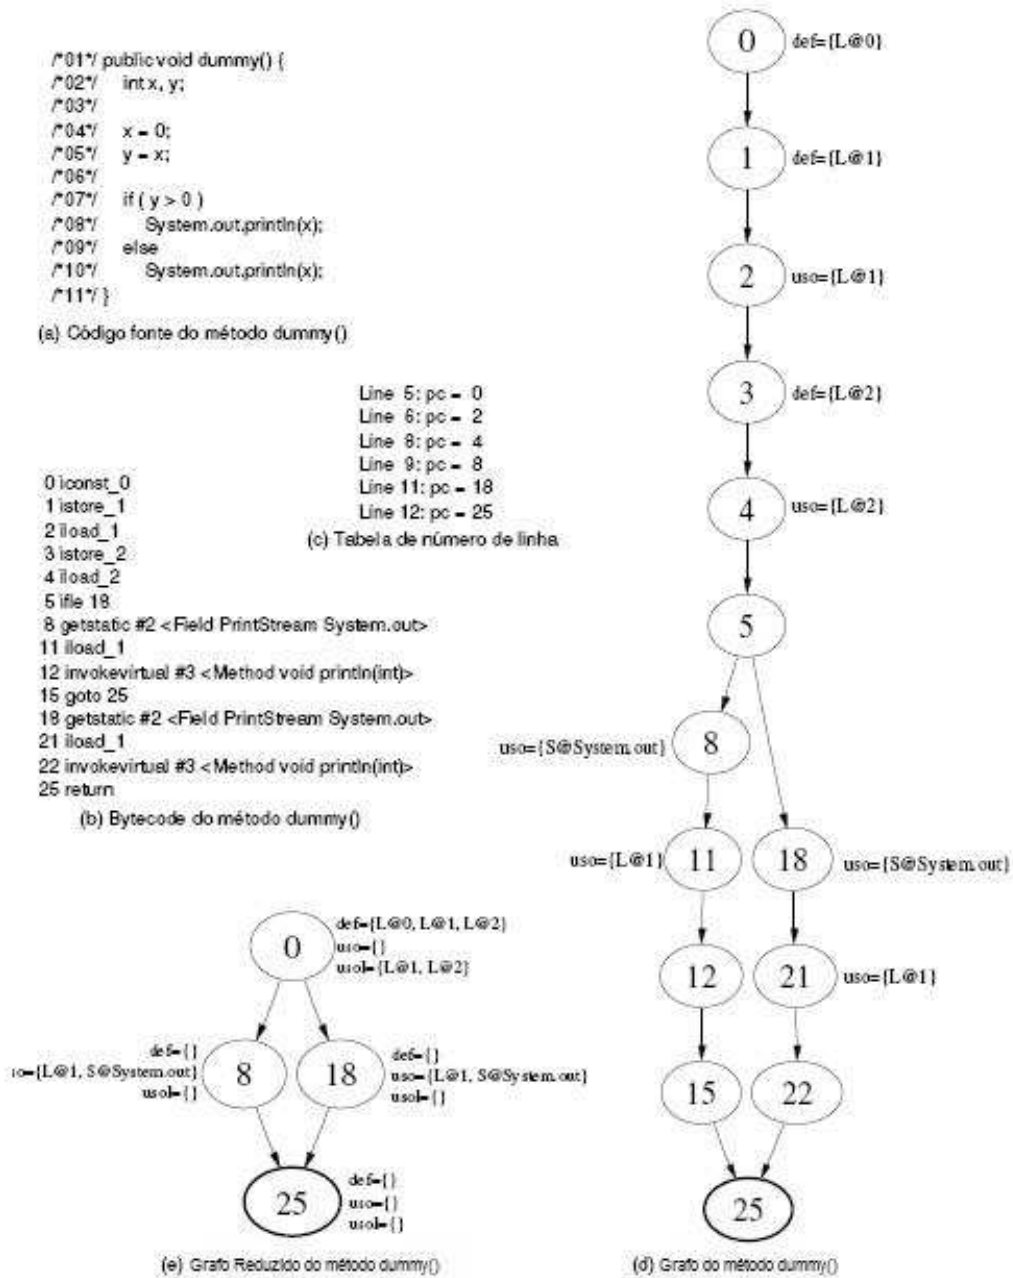 /*01*/ public void dummy() {
/*02*/ int x, y;
/*03*/
/*04*/ x = 0;
/*05*/ y = x;
/*06*/
/*07*/ if ( y > 0 )
/*08*/ System.out.println(x);
/*09*/ else
/*10*/ System.out.println(x);
/*11*/ }
(a) Código fonte do método dummy()
Line 5: pc = 0
Line 6: pc = 2
Line 8: pc = 4
Line 9: pc = 8
Line 11: pc = 18
Line 12: pc = 25
(c) Tabela de número de linha
0 iconst_0
1 istore_1
2 iload_1
3 istore_2
4 iload_2
5 ifle 18
8 getstatic #2 <Field PrintStream System.out>
11 iload_1
12 invokevirtual #3 <Method void println(int)>
15 goto 25
18 getstatic #2 <Field PrintStream System.out>
21 iload_1
22 invokevirtual #3 <Method void println(int)>
25 return
(b) Bytecode do método dummy()
0
def={L@0, L@1, L@2}
uso={}
usol={L@1, L@2}
8
def={}
ıo={L@1, S@System.out}
usol={}
18
def={}
uso={L@1, S@System.out}
usol={}
25
def={}
uso={}
usol={}
(e) Grafo Reduzido do método dummy()
0 def={L@0}
1 def={L@1}
2 uso={L@1}
3 def={L@2}
4 uso={L@2}
5
uso={S@System.out} 8
uso={L@1} 11
18 uso={S@System.out}
12
21 uso={L@1}
15
22
25
(d) Grafo do método dummy()